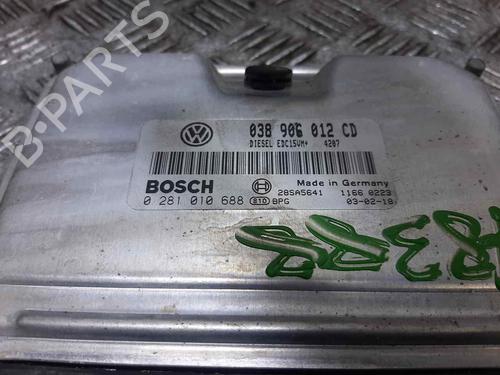 B-PARTS
038 906 012 CD
DIESEL EDC15VM+ 4207
BOSCH
Made in Germany
28SA5641 1166 0223
0 281 010 688 BPG 03-02-18